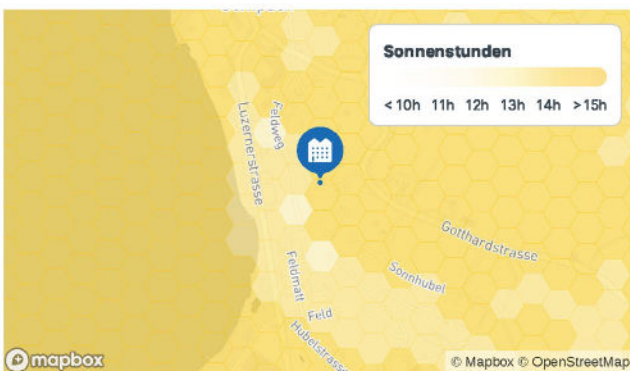 Sonnenstunden
< 10h 11h 12h 13h 14h > 15h
Luzernerstrasse
Feldweg
Gotthardstrasse
Sonnhubel
Feldmatt
Feld
Hubelstrasse
mapbox
© Mapbox © OpenStreetMap